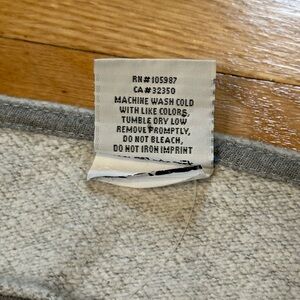 RN#105987
CA#32350
MACHINE WASH COLD
WITH LIKE COLORS,
TUMBLE DRY LOW
REMOVE PROMPTLY,
DO NOT BLEACH,
DO NOT IRON IMPRINT